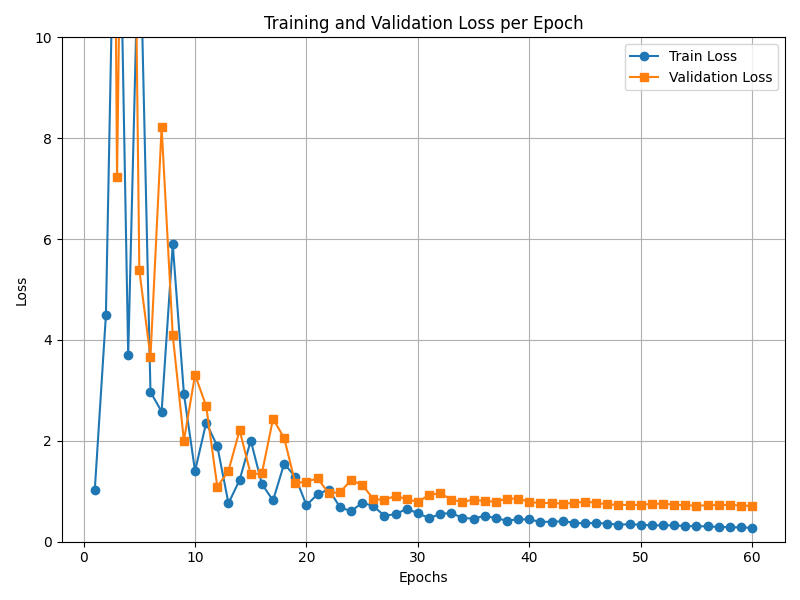 Training and Validation Loss per Epoch
Train Loss
Validation Loss
Loss
10
8
6
4
2
0
0 10 20 30 40 50 60
Epochs